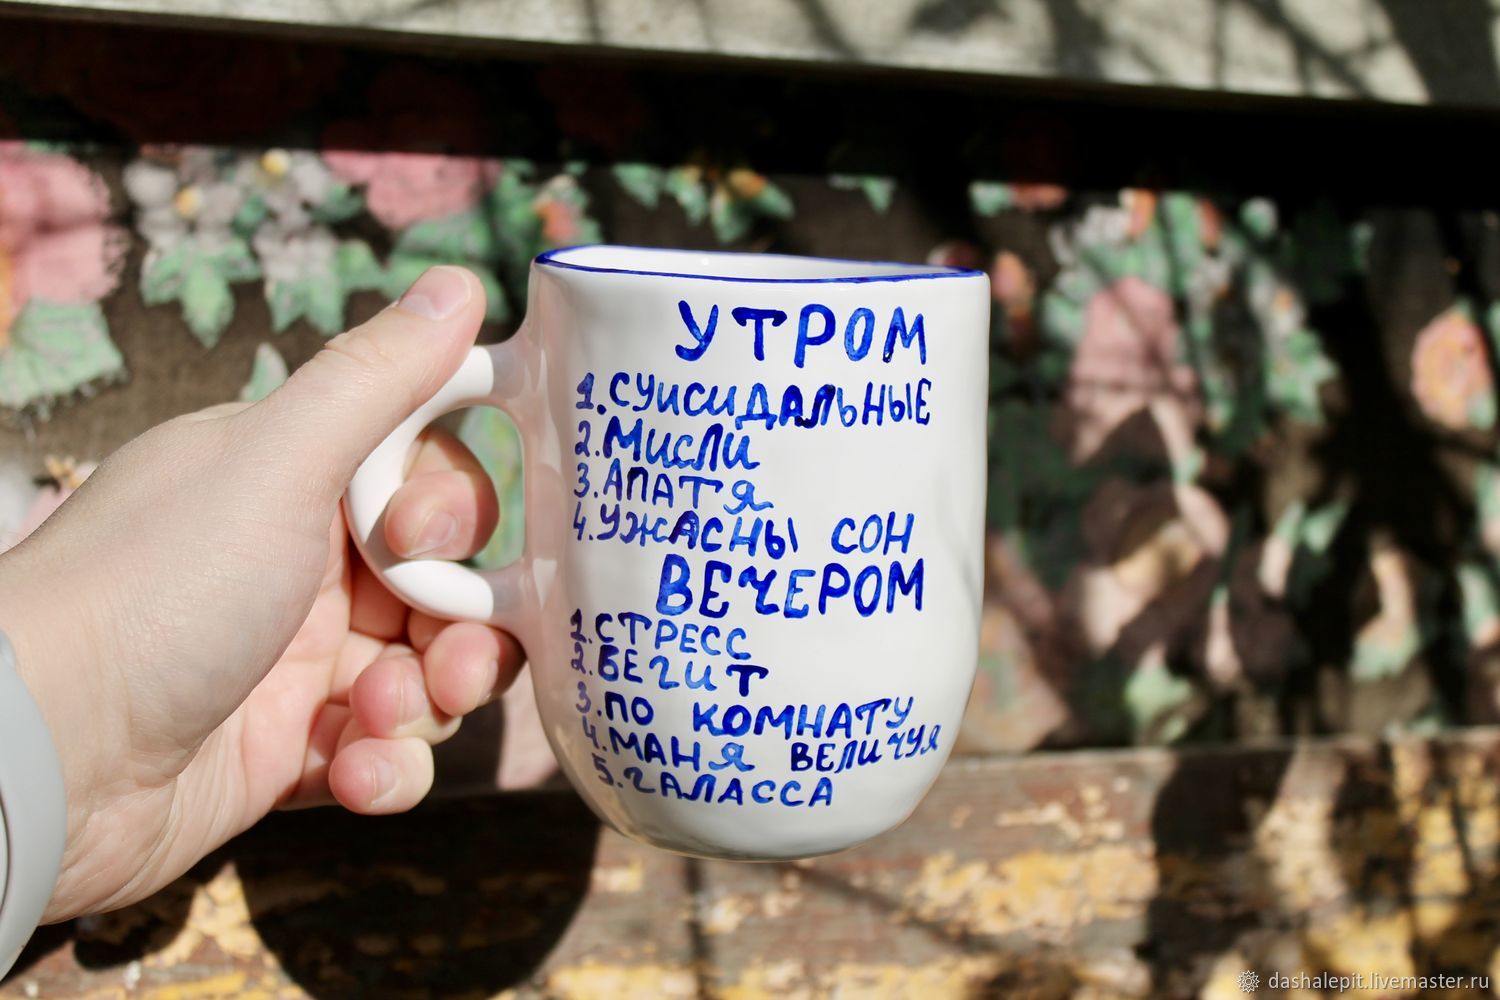 УТРОМ
1.СУИСИДАЛЬНЫЕ
2.МИСЛИ
3.АПАТЯ
4.УЖАСНЫ СОН
ВЕЧЕРОМ
1.СТРЕСС
2.БЕГИТ
3.ПО КОМНАТУ
4.МАНЯ ВЕЛИЧУЯ
5.ГАЛАССА
dashalepit.livemaster.ru